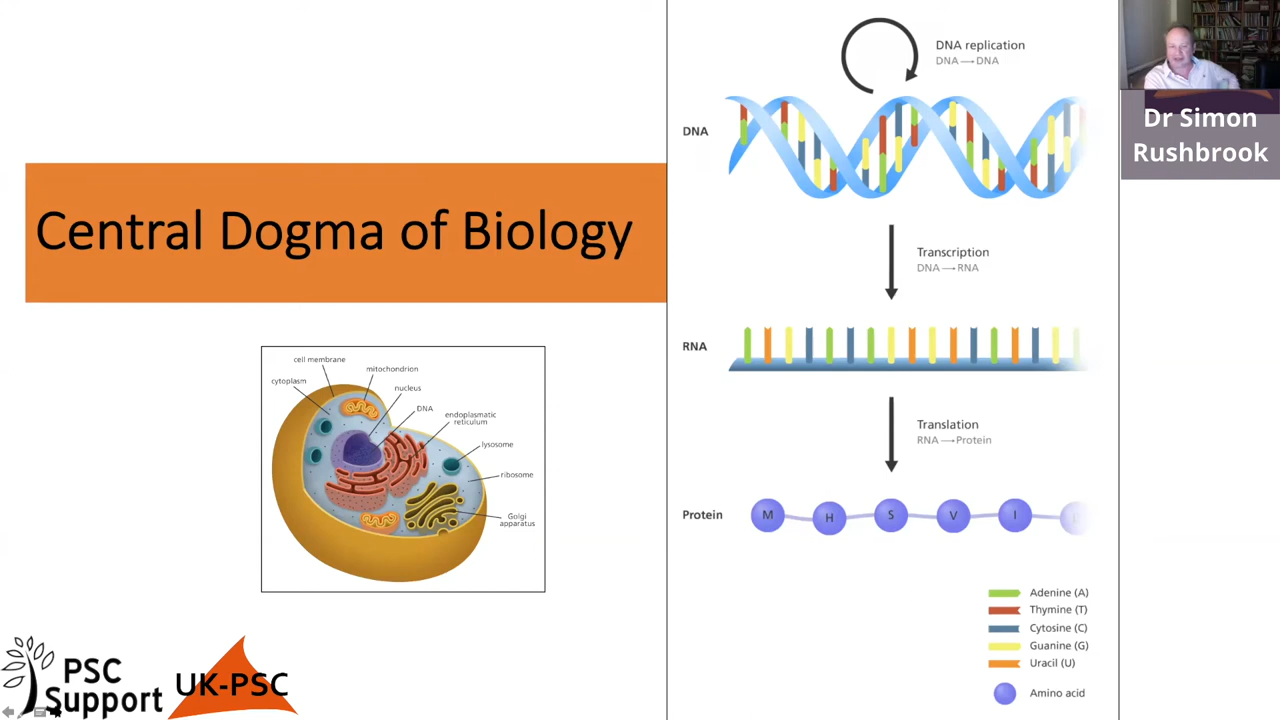 Central Dogma of Biology
cell membrane
mitochondrion
cytoplasm
nucleus
DNA
endoplasmatic
reticulum
lysosome
ribosome
Golgi
apparatus
PSC
Support
UK-PSC
DNA replication
DNA → DNA
DNA
Transcription
DNA → RNA
RNA
Translation
RNA → Protein
Protein
M H S V I L
Adenine (A)
Thymine (T)
Cytosine (C)
Guanine (G)
Uracil (U)
Amino acid
Dr Simon
Rushbrook